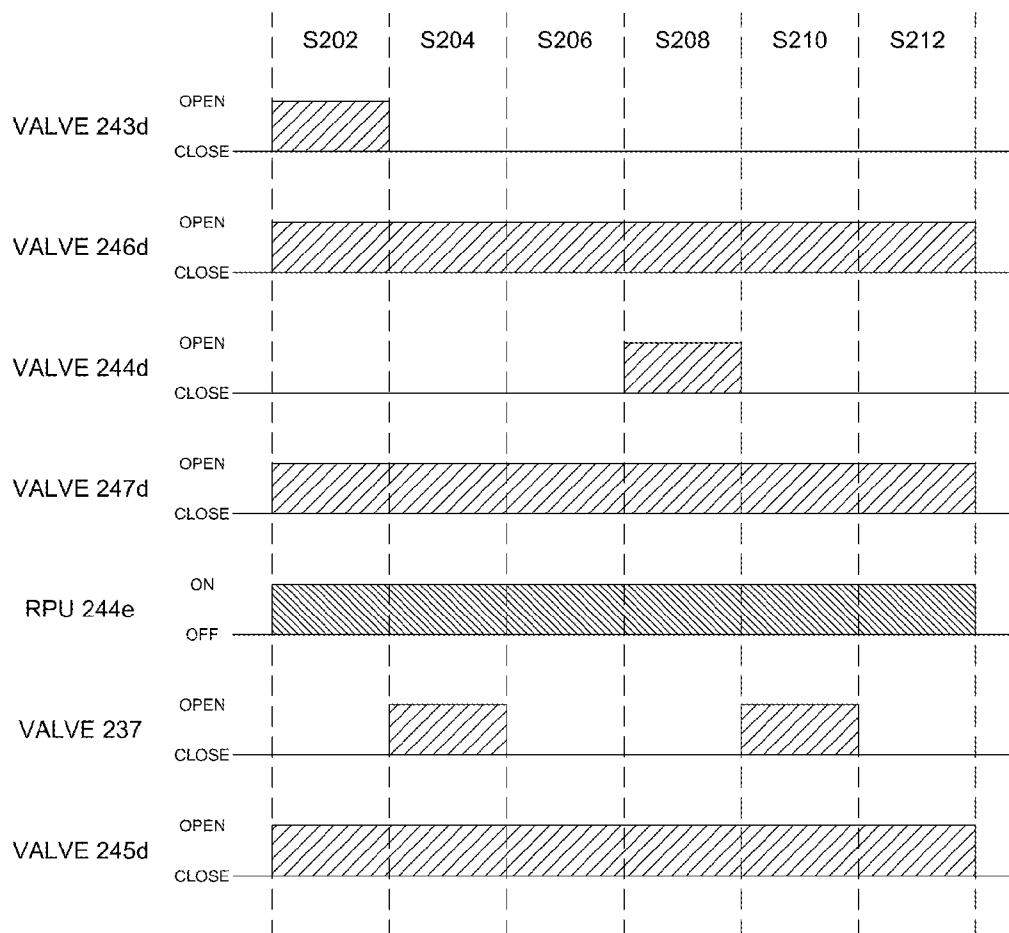 S202 S204 S206 S208 S210 S212
OPEN
VALVE 243d
CLOSE
OPEN
VALVE 246d
CLOSE
OPEN
VALVE 244d
CLOSE
OPEN
VALVE 247d
CLOSE
ON
RPU 244e
OFF
OPEN
VALVE 237
CLOSE
OPEN
VALVE 245d
CLOSE